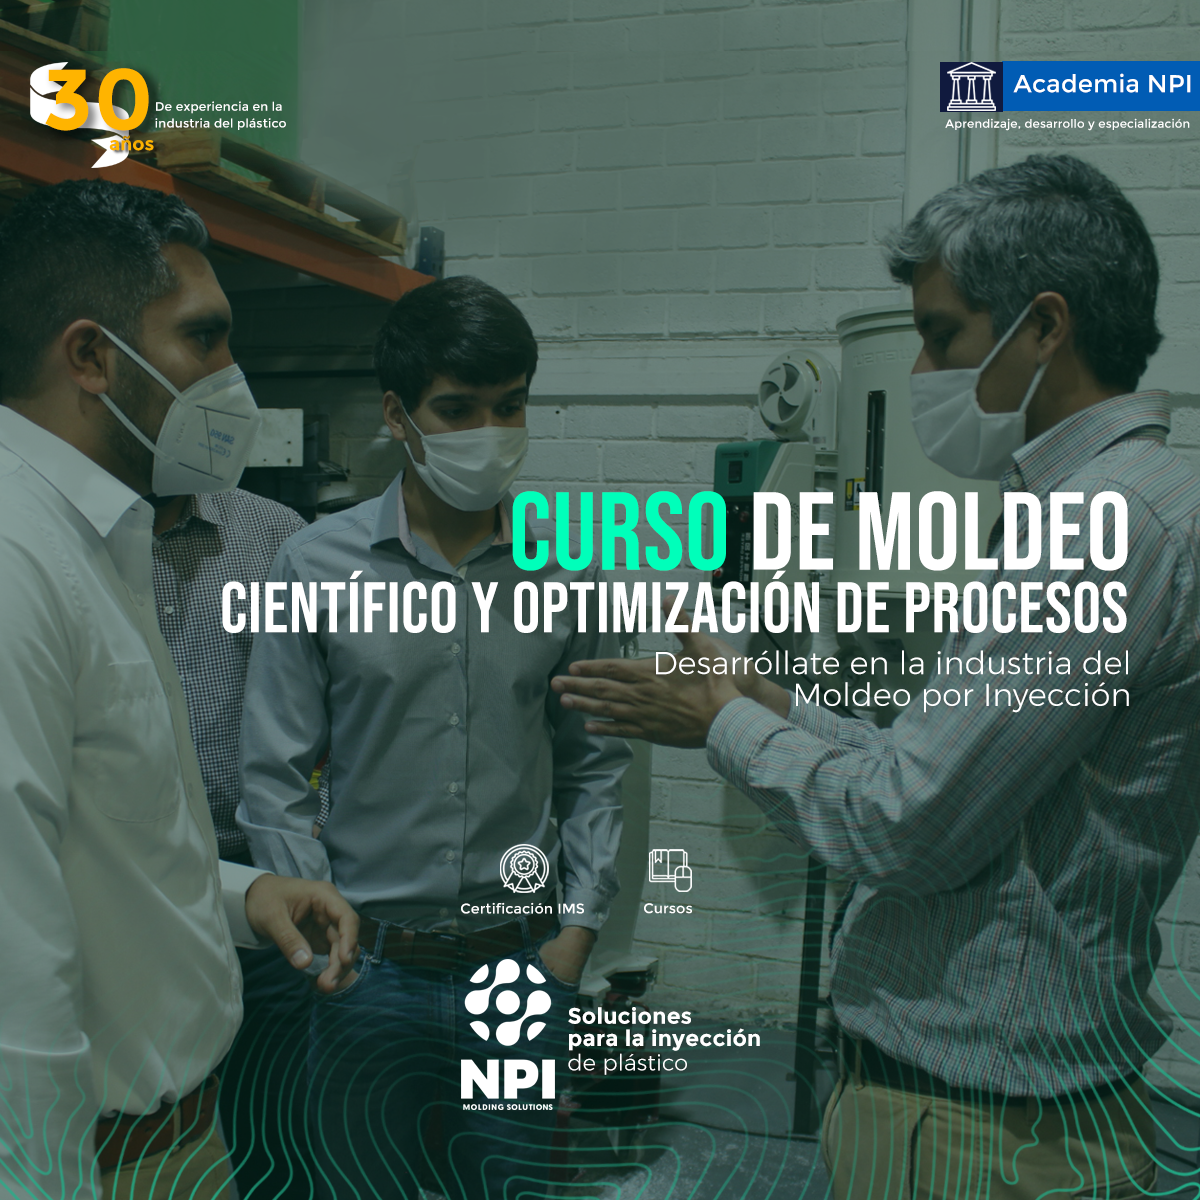 30
años
De experiencia en la
industria del plástico
Academia NPI
Aprendizaje, desarrollo y especialización
CURSO DE MOLDEO
CIENTÍFICO Y OPTIMIZACIÓN DE PROCESOS
Desarróllate en la industria del
Moldeo por Inyección
Certificación IMS
Cursos
NPI
MOLDING SOLUTIONS
Soluciones
para la inyección
de plástico